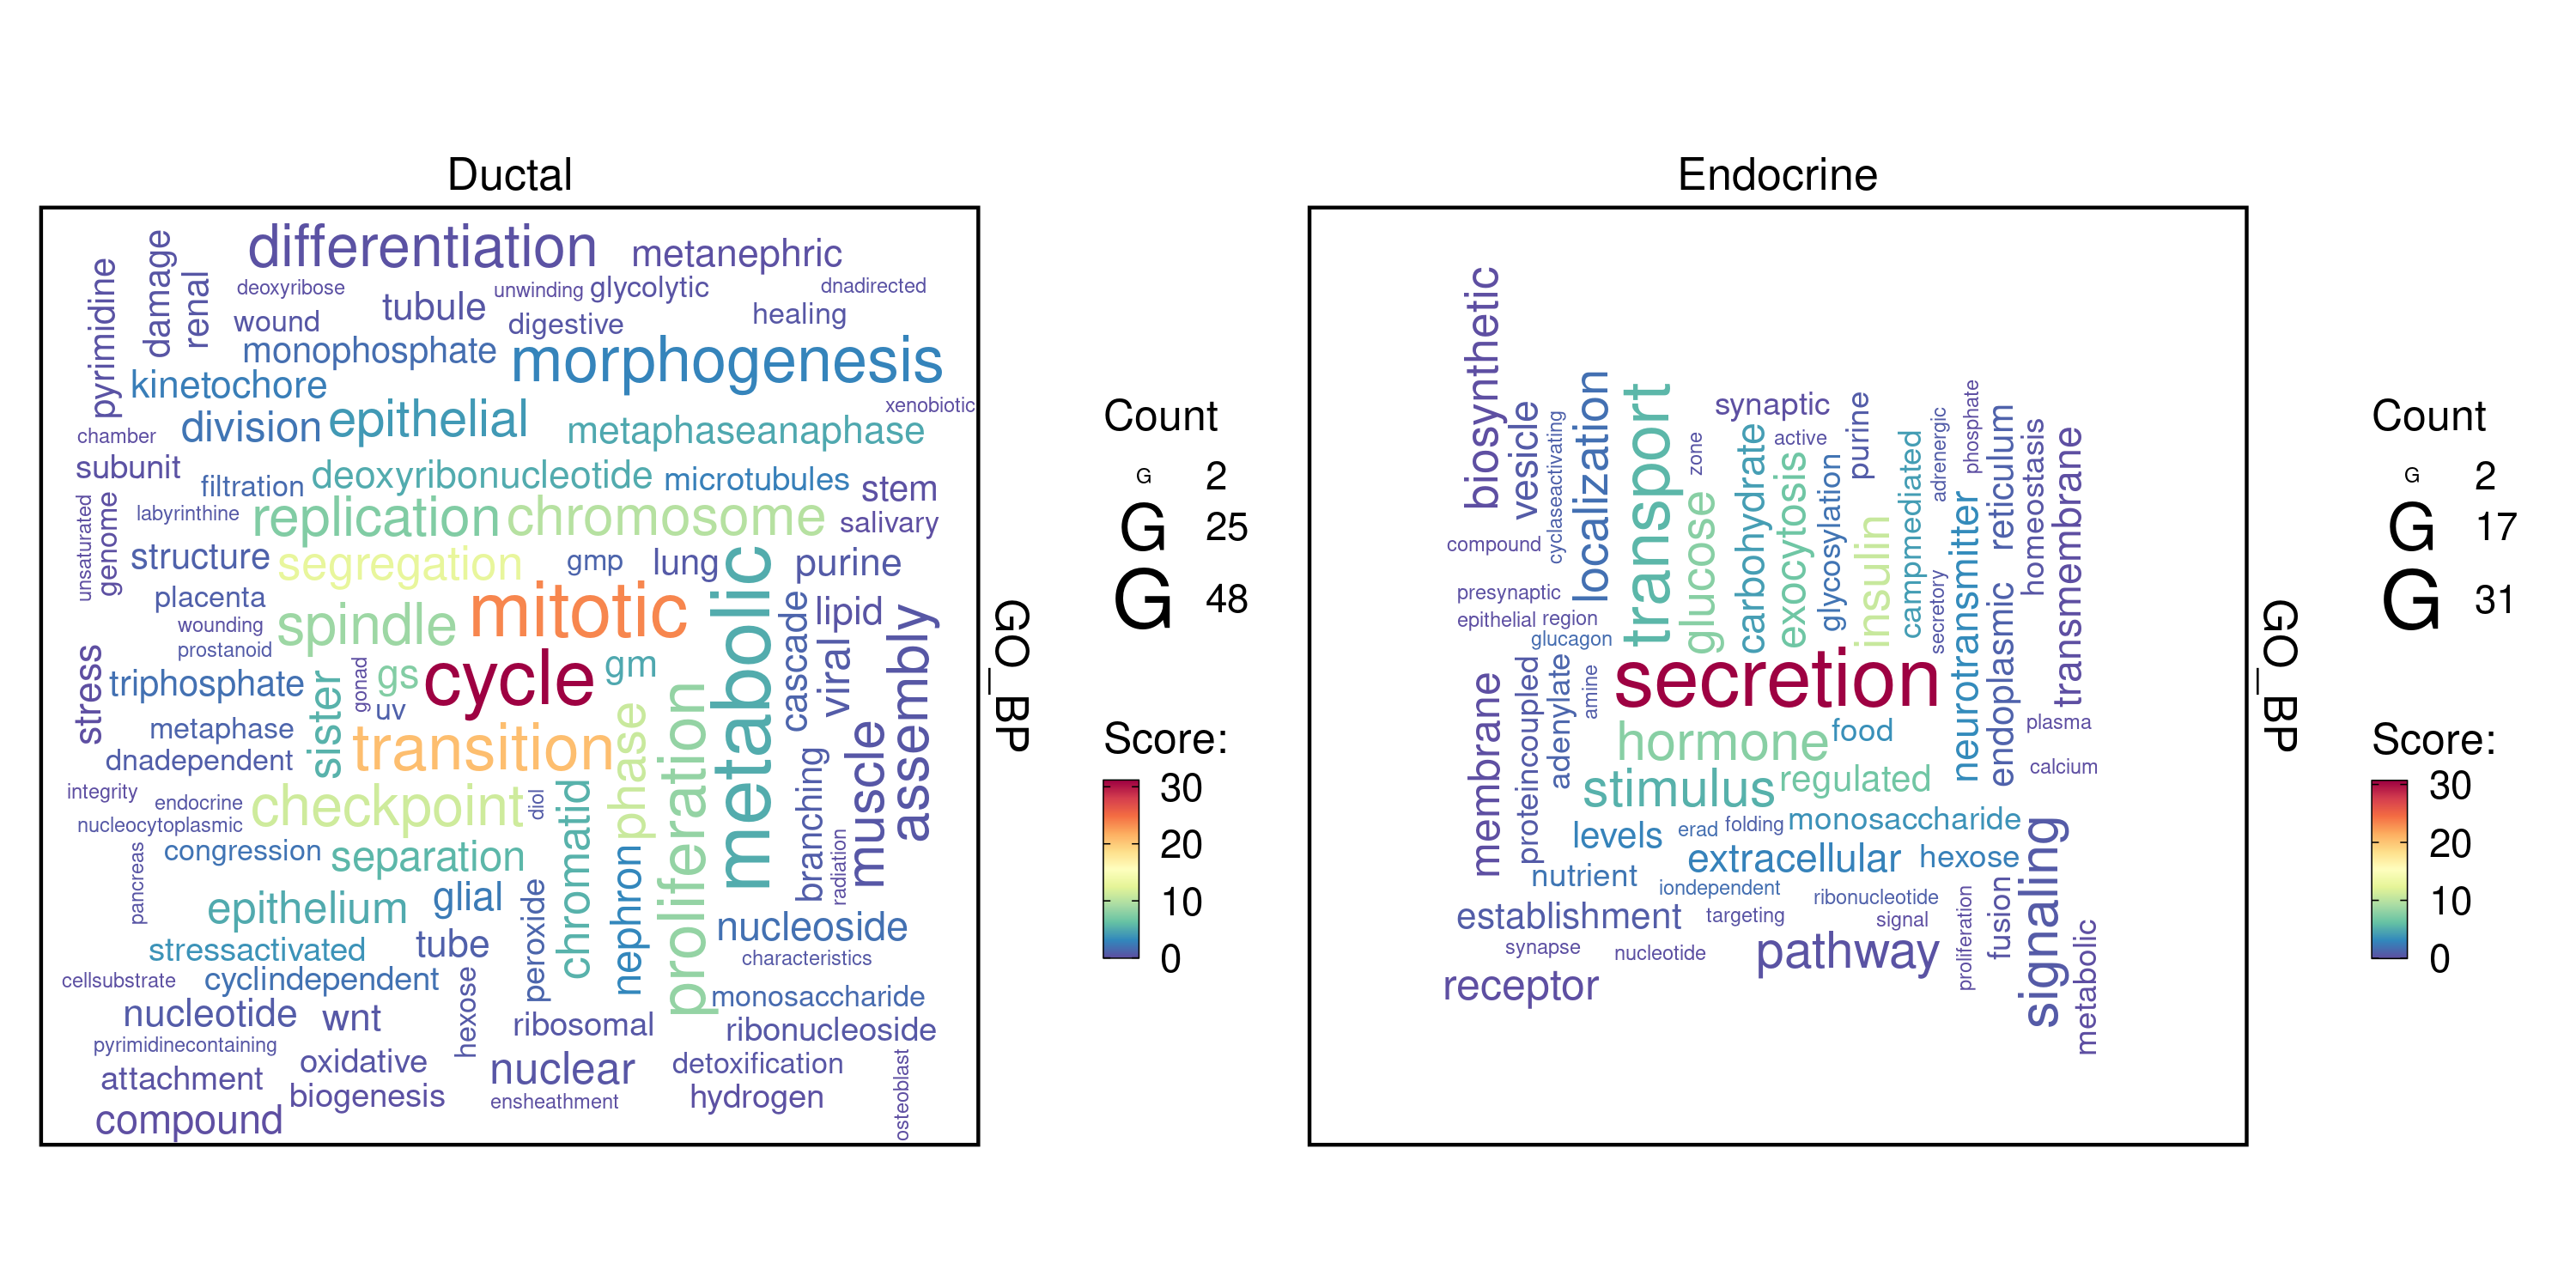 Ductal
differentiation
metanephric
pyrimidine
damage
renal
deoxyribose
unwinding
glycolytic
dnadirected
wound
tubule
digestive
healing
monophosphate
morphogenesis
kinetochore
xenobiotic
chamber
division
epithelial
metaphaseanaphase
subunit
filtration
deoxyribonucleotide
microtubules
stem
unsaturated
genome
labyrinthine
replication
chromosome
salivary
structure
segregation
gmp
lung
purine
placenta
wounding
spindle
mitotic
metabolic
cascade
lipid
prostanoid
stress
triphosphate
sister
gonad
gs
cycle
gm
viral
assembly
uv
metaphase
dnadependent
transition
phase
proliferation
muscle
integrity
endocrine
nucleocytoplasmic
checkpoint
diol
chromatid
branching
radiation
pancreas
congression
separation
nephron
epithelium
glial
peroxide
nucleoside
stressactivated
tube
characteristics
cellsubstrate
cyclindependent
hexose
monosaccharide
nucleotide
wnt
ribosomal
ribonucleoside
pyrimidinecontaining
oxidative
nuclear
detoxification
attachment
biogenesis
ensheathment
hydrogen
osteoblast
compound
GO_BP
Count
G 2
G 25
G 48
Score:
30
20
10
0
Endocrine
biosynthetic
vesicle
cyclaseactivating
localization
transport
synaptic
purine
phosphate
zone
active
adrenergic
reticulum
homeostasis
transmembrane
glucose
carbohydrate
exocytosis
glycosylation
insulin
campmediated
compound
presynaptic
epithelial
region
glucagon
secretory
neurotransmitter
endoplasmic
membrane
proteincoupled
adenylate
amine
secretion
hormone
food
plasma
stimulus
regulated
calcium
levels
erad
folding
monosaccharide
signaling
extracellular
hexose
nutrient
iondependent
ribonucleotide
establishment
targeting
signal
proliferation
fusion
synapse
nucleotide
pathway
metabolic
receptor
GO_BP
Count
G 2
G 17
G 31
Score:
30
20
10
0